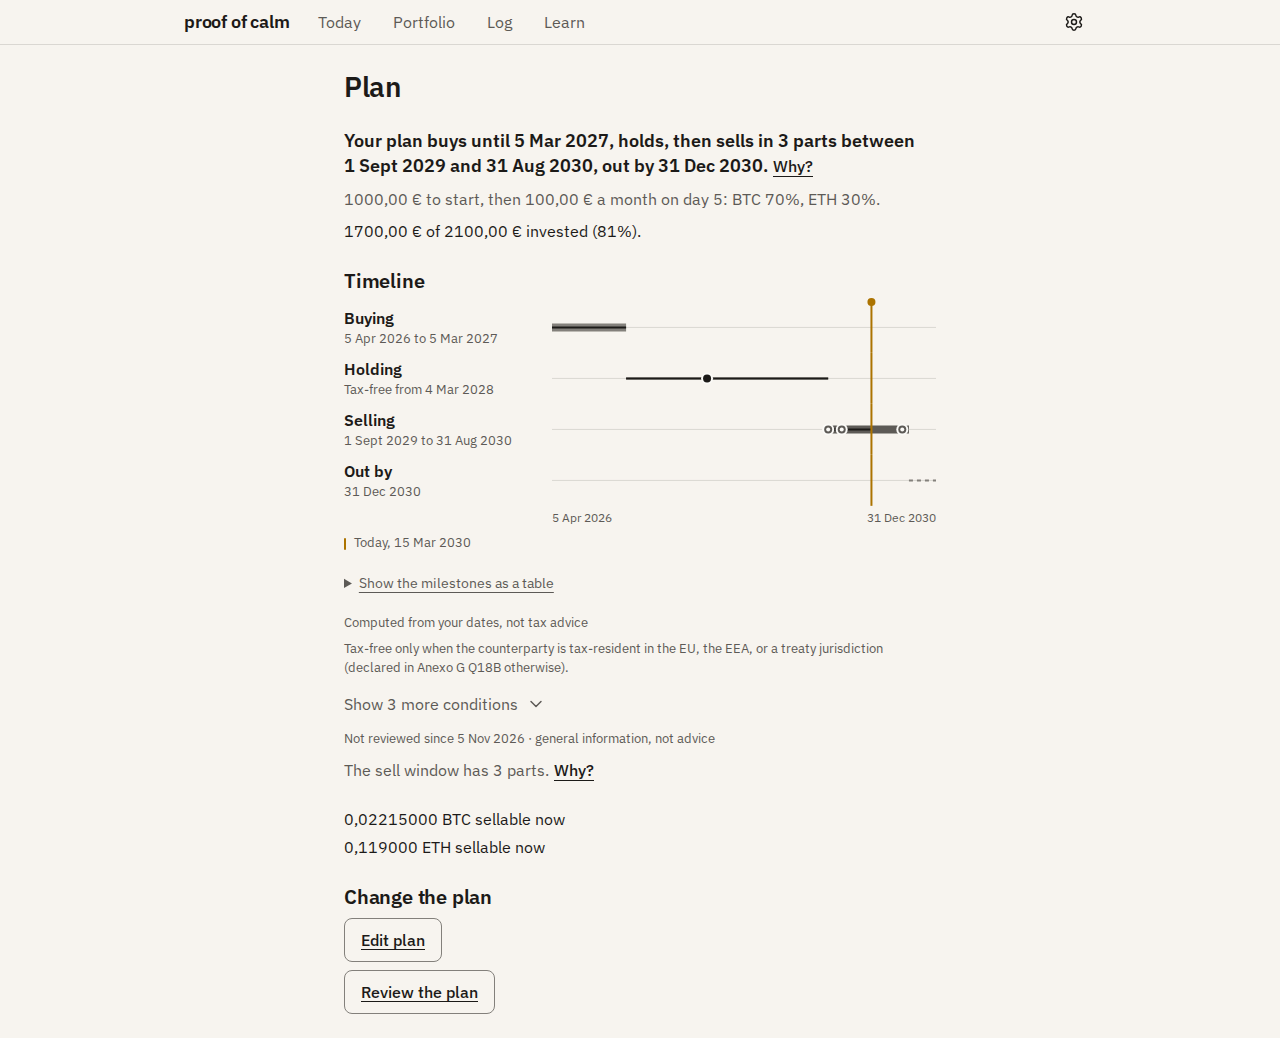 proof of calm
Today
Portfolio
Log
Learn
Plan
Your plan buys until 5 Mar 2027, holds, then sells in 3 parts between
1 Sept 2029 and 31 Aug 2030, out by 31 Dec 2030. Why?
1000,00 € to start, then 100,00 € a month on day 5: BTC 70%, ETH 30%.
1700,00 € of 2100,00 € invested (81%).
Timeline
Buying
5 Apr 2026 to 5 Mar 2027
Holding
Tax-free from 4 Mar 2028
Selling
1 Sept 2029 to 31 Aug 2030
Out by
31 Dec 2030
5 Apr 2026
31 Dec 2030
Today, 15 Mar 2030
Show the milestones as a table
Computed from your dates, not tax advice
Tax-free only when the counterparty is tax-resident in the EU, the EEA, or a treaty jurisdiction
(declared in Anexo G Q18B otherwise).
Show 3 more conditions
Not reviewed since 5 Nov 2026 · general information, not advice
The sell window has 3 parts. Why?
0,02215000 BTC sellable now
0,119000 ETH sellable now
Change the plan
Edit plan
Review the plan